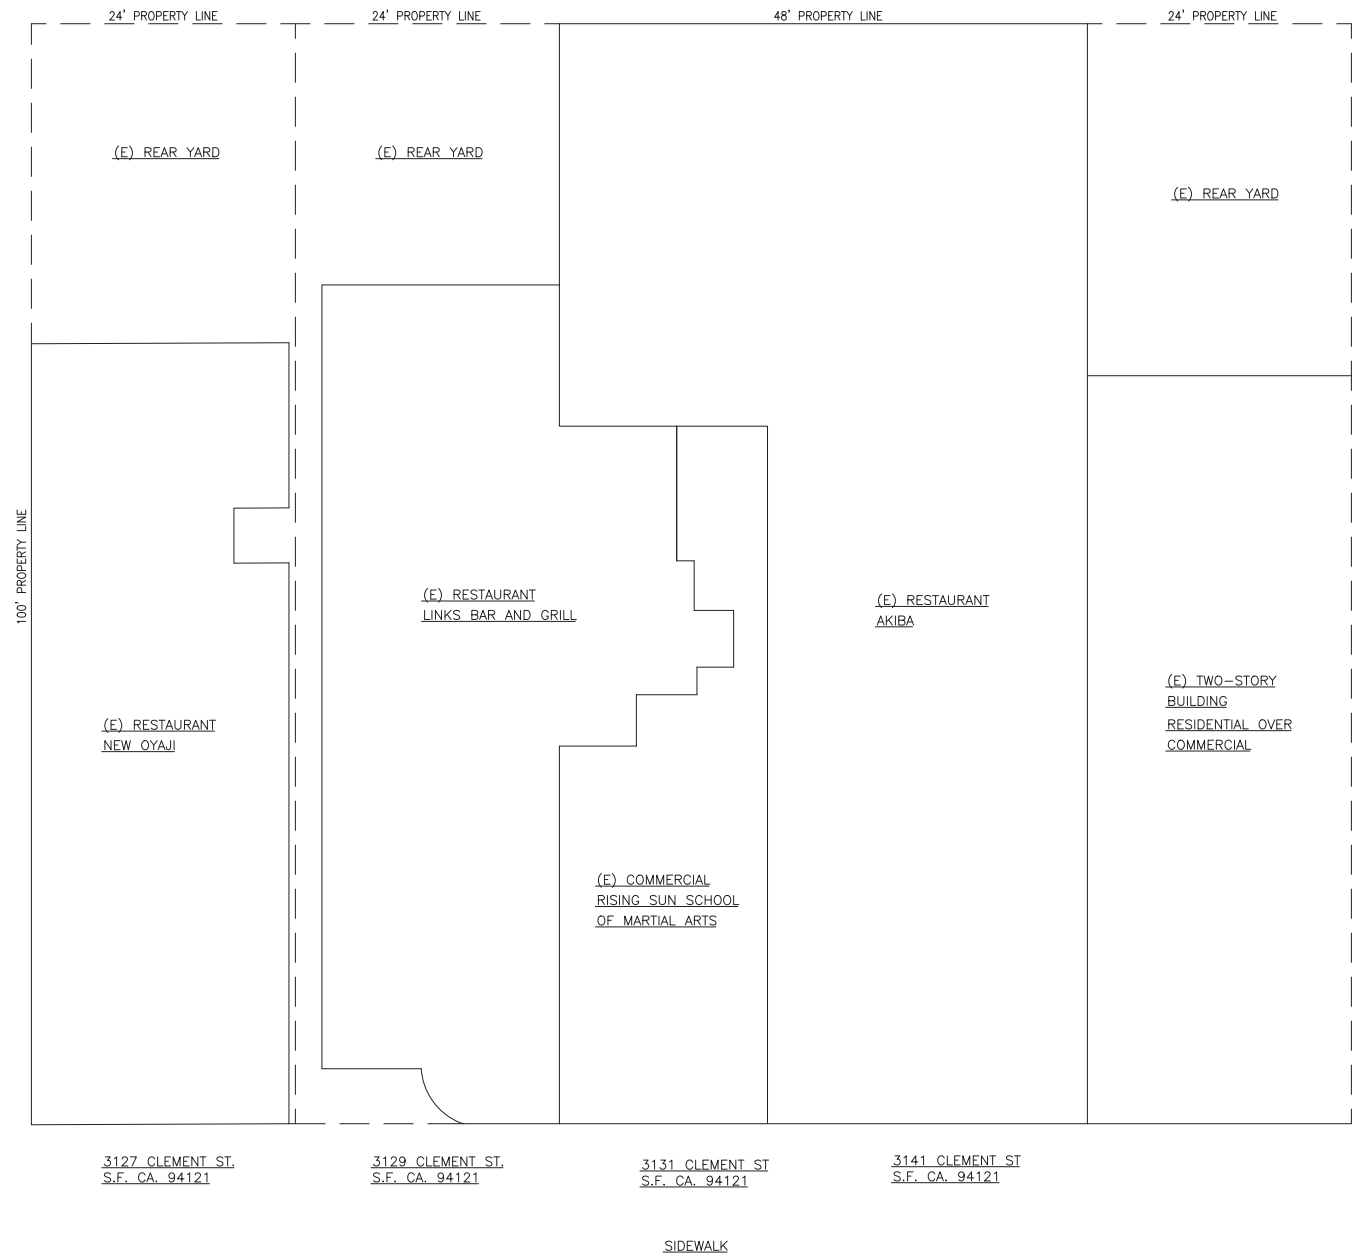 24' PROPERTY LINE
24' PROPERTY LINE
48' PROPERTY LINE
24' PROPERTY LINE
(E) REAR YARD
(E) REAR YARD
(E) REAR YARD
100' PROPERTY LINE
(E) RESTAURANT
LINKS BAR AND GRILL
(E) RESTAURANT
AKIBA
(E) TWO-STORY
BUILDING
RESIDENTIAL OVER
COMMERCIAL
(E) RESTAURANT
NEW OYAJI
(E) COMMERCIAL
RISING SUN SCHOOL
OF MARTIAL ARTS
3127 CLEMENT ST.
S.F. CA. 94121
3129 CLEMENT ST.
S.F. CA. 94121
3131 CLEMENT ST
S.F. CA. 94121
3141 CLEMENT ST
S.F. CA. 94121
SIDEWALK